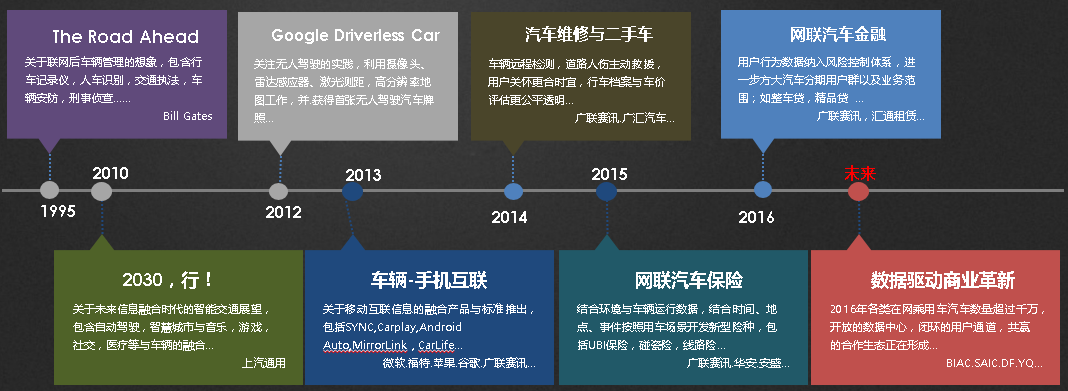 The Road Ahead
关于联网后车辆管理的想象，包含行
车记录仪，人车识别，交通执法，车
辆安防，刑事侦查......
Bill Gates
Google Driverless Car
关注无人驾驶的实践，利用摄像头、
雷达感应器、激光测距，高分辨率地
图工作，并.获得首张无人驾驶汽车牌
照...
汽车维修与二手车
车辆远程检测，道路人伤主动救援，
用户关怀更合时宜，行车档案与车价
评估更公平透明...
广联赛讯.广汇汽车...
网联汽车金融
用户行为数据纳入风险控制体系，进
一步方大汽车分期用户群以及业务范
围；如整车贷，精品贷 ...
广联赛讯，汇通租赁...
1995
2010
2012
2013
2014
2015
2016
未来
2030，行！
关于未来信息融合时代的智能交通展望，
包含自动驾驶，智慧城市与音乐，游戏，
社交，医疗等与车辆的融合...
上汽通用
车辆-手机互联
关于移动互联信息的融合产品与标准推出，
包括SYNC,Carplay,Android
Auto,MirrorLink，CarLife...
微软.福特.苹果.谷歌.广联赛讯...
网联汽车保险
结合环境与车辆运行数据，结合时间、地
点、事件按照用车场景开发新型险种，包
括UBI保险，碰瓷险，线路险...
广联赛讯.华安.安盛...
数据驱动商业革新
2016年各类在网乘用车汽车数量超过千万，
开放的数据中心，闭环的用户通道，共赢
的合作生态正在形成...
BIAC.SAIC.DF.YQ...